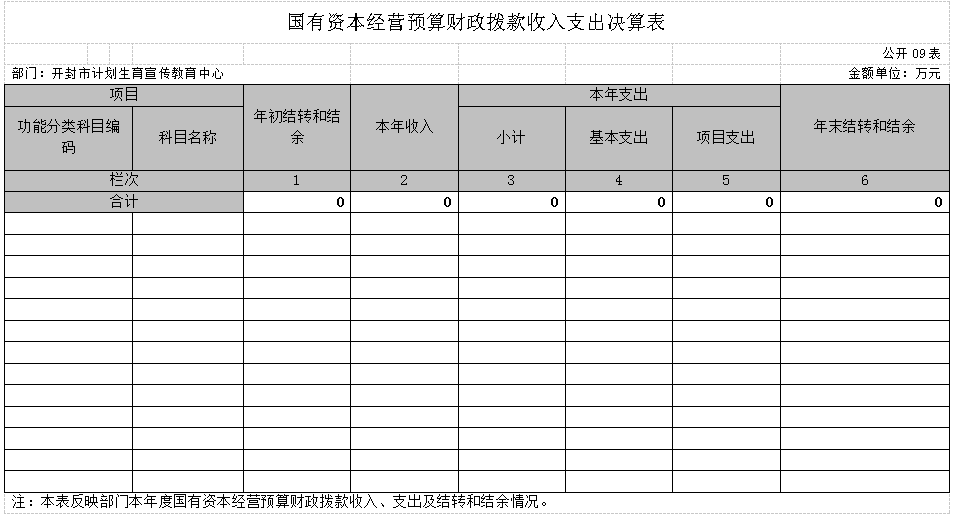 国有资本经营预算财政拨款收入支出决算表
公开 09 表
部门：开封市计划生育宣传教育中心 金额单位：万元
项目 年初结转和结余 本年收入 本年支出 年末结转和结余
功能分类科目编码 科目名称 小计 基本支出 项目支出
栏次 1 2 3 4 5 6
合计 0 0 0 0 0 0
注：本表反映部门本年度国有资本经营预算财政拨款收入、支出及结转和结余情况。